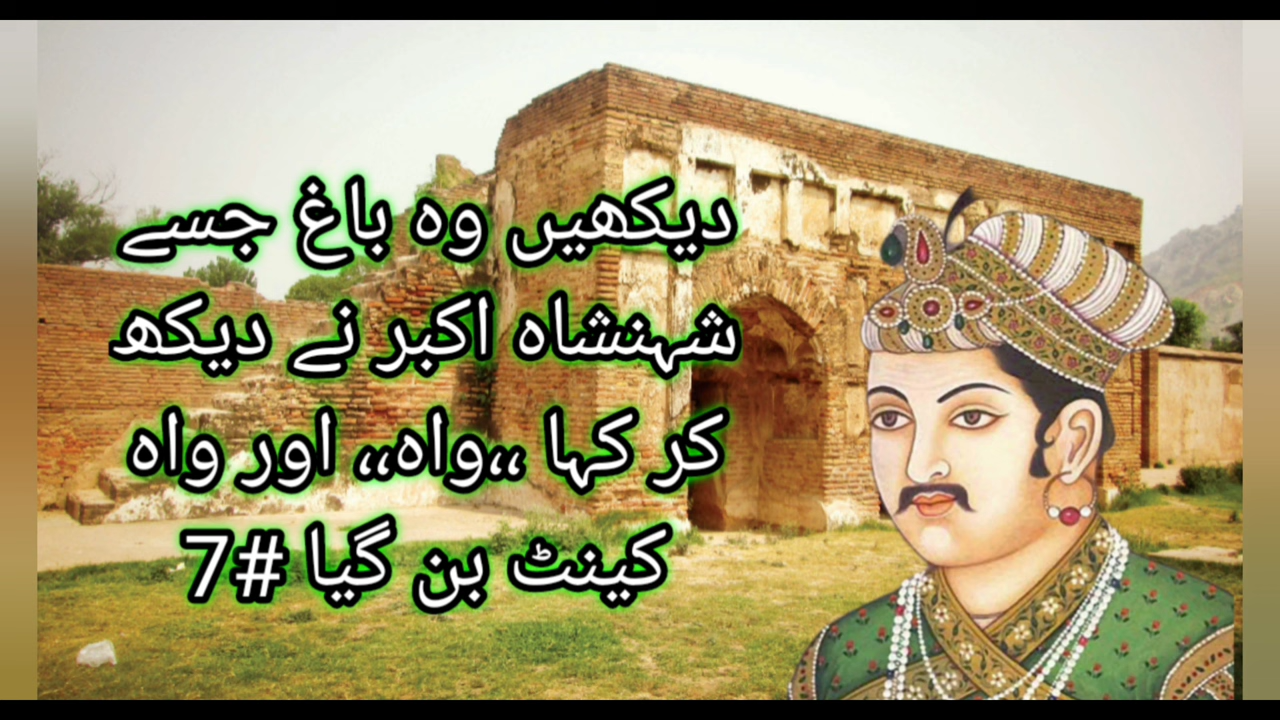 دیکھیں وہ باغ جسے
شہنشاہ اکبر نے دیکھ
کر کہا ,,واہ,, اور واہ
کینٹ بن گیا #7